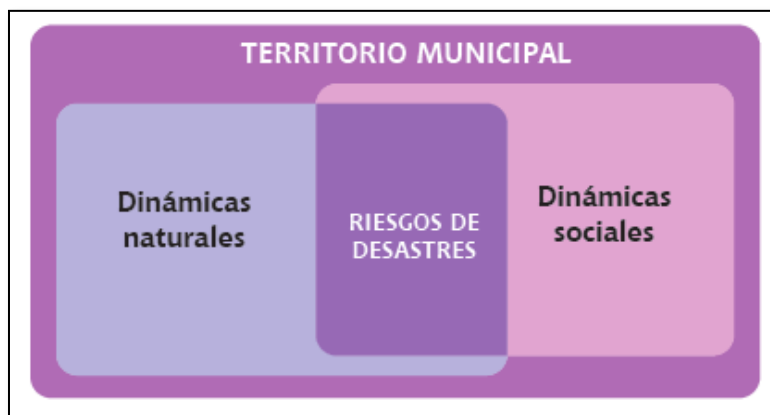 TERRITORIO MUNICIPAL
Dinámicas
naturales
RIESGOS DE
DESASTRES
Dinámicas
sociales